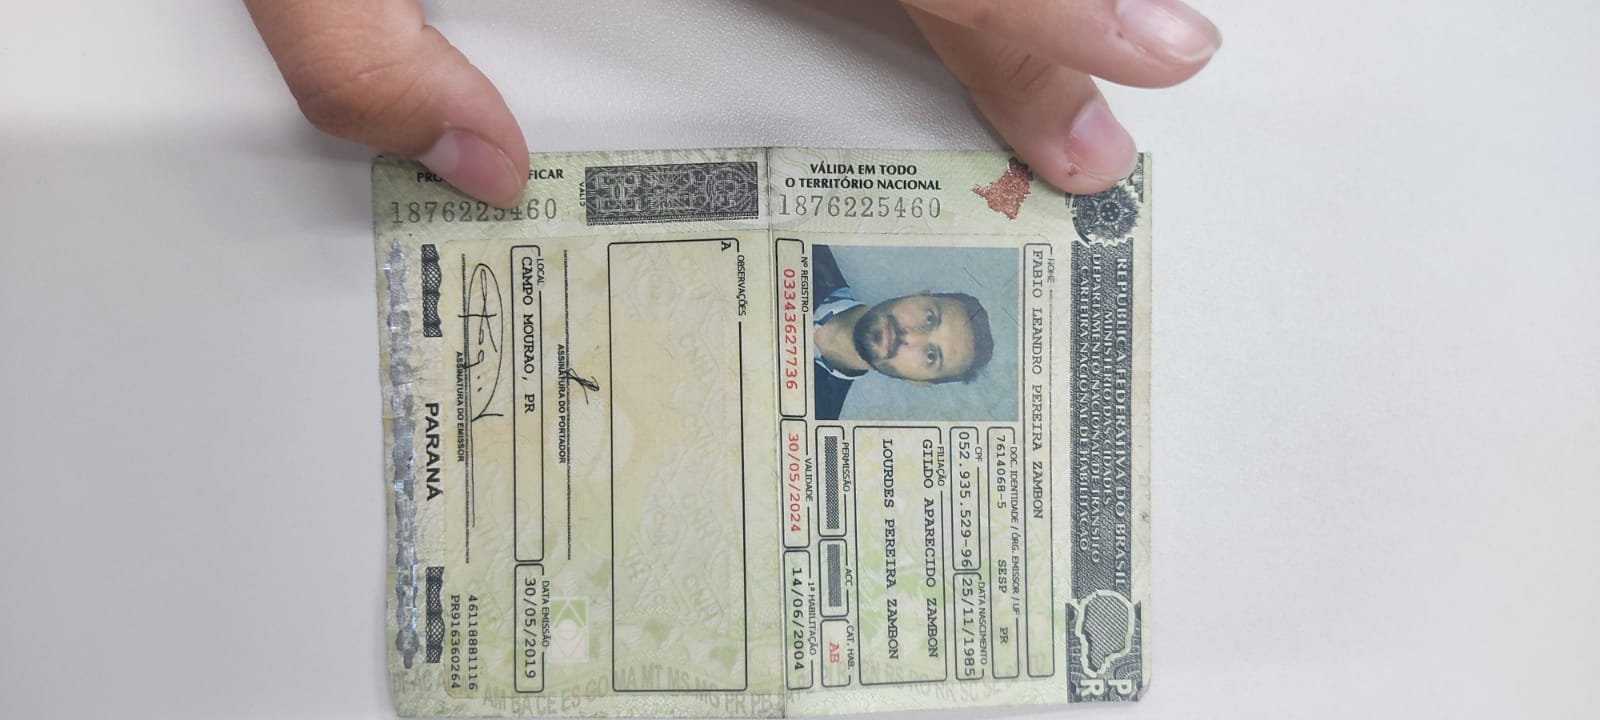 REPÚBLICA FEDERATIVA DO BRASIL
MINISTÉRIO DAS CIDADES
DEPARTAMENTO NACIONAL DE TRÂNSITO
CARTEIRA NACIONAL DE HABILITAÇÃO
PR
NOME
FABIO LEANDRO PEREIRA ZAMBON
DOC. IDENTIDADE / ÓRG. EMISSOR / UF
7614068-5 SESP PR
CPF
052.935.529-96
DATA NASCIMENTO
25/11/1985
FILIAÇÃO
GILDO APARECIDO ZAMBON
LOURDES PEREIRA ZAMBON
PERMISSÃO
ACC
CAT. HAB.
AB
Nº REGISTRO
03343627736
VALIDADE
30/05/2024
1ª HABILITAÇÃO
14/06/2004
VÁLIDA EM TODO
O TERRITÓRIO NACIONAL
1876225460
OBSERVAÇÕES
A
ASSINATURA DO PORTADOR
LOCAL
CAMPO MOURAO, PR
DATA EMISSÃO
30/05/2019
ASSINATURA DO EMISSOR
46118881116
PR916360264
PARANÁ
1876225460